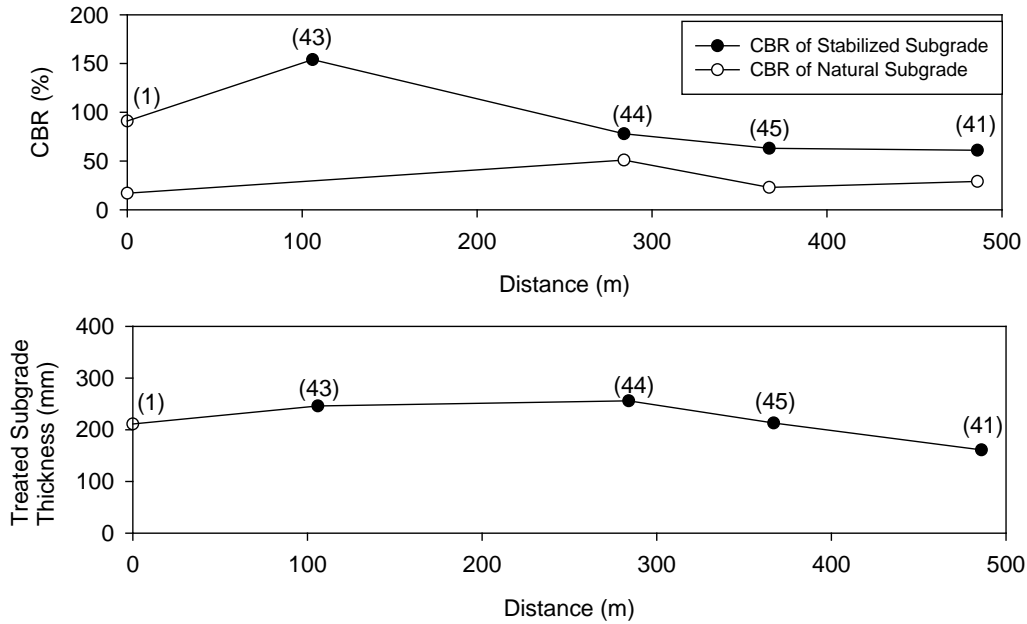 200
150
100
50
0
CBR (%)
(1)
(43)
(44)
(45)
(41)
CBR of Stabilized Subgrade
CBR of Natural Subgrade
0 100 200 300 400 500
Distance (m)
400
300
200
100
0
Treated Subgrade
Thickness (mm)
(1)
(43)
(44)
(45)
(41)
0 100 200 300 400 500
Distance (m)